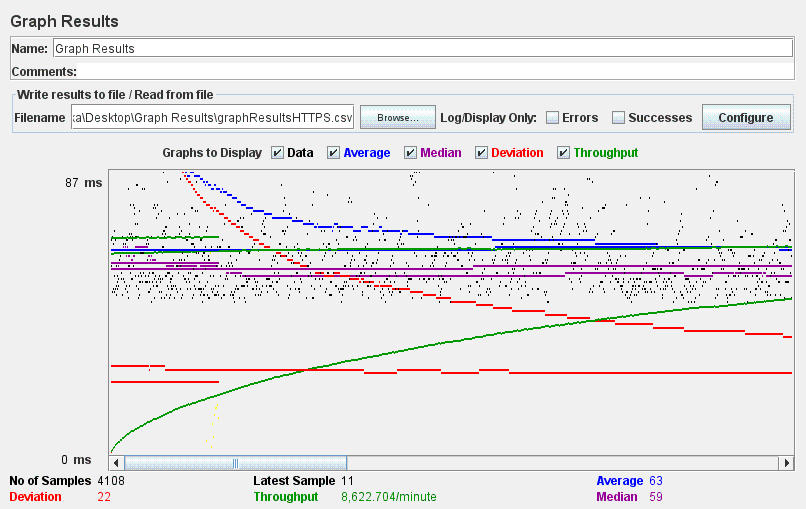 Graph Results
Name: Graph Results
Comments:
Write results to file / Read from file
Filename ka\Desktop\Graph Results\graphResultsHTTPS.csv Browse... Log/Display Only: Errors Successes Configure
Graphs to Display Data Average Median Deviation Throughput
87 ms
0 ms
No of Samples 4108 Latest Sample 11 Average 63
Deviation 22 Throughput 8,622.704/minute Median 59